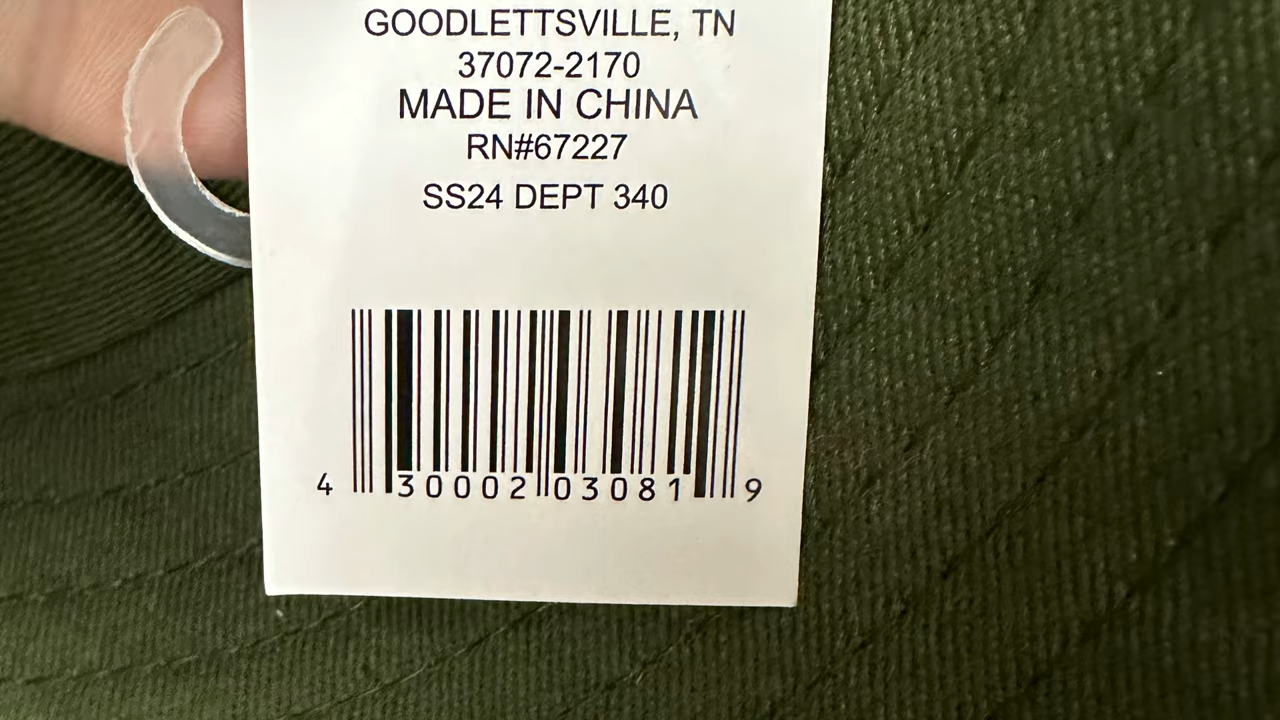 GOODLETTSVILLE, TN
37072-2170
MADE IN CHINA
RN#67227
SS24 DEPT 340
4 30002 03081 9